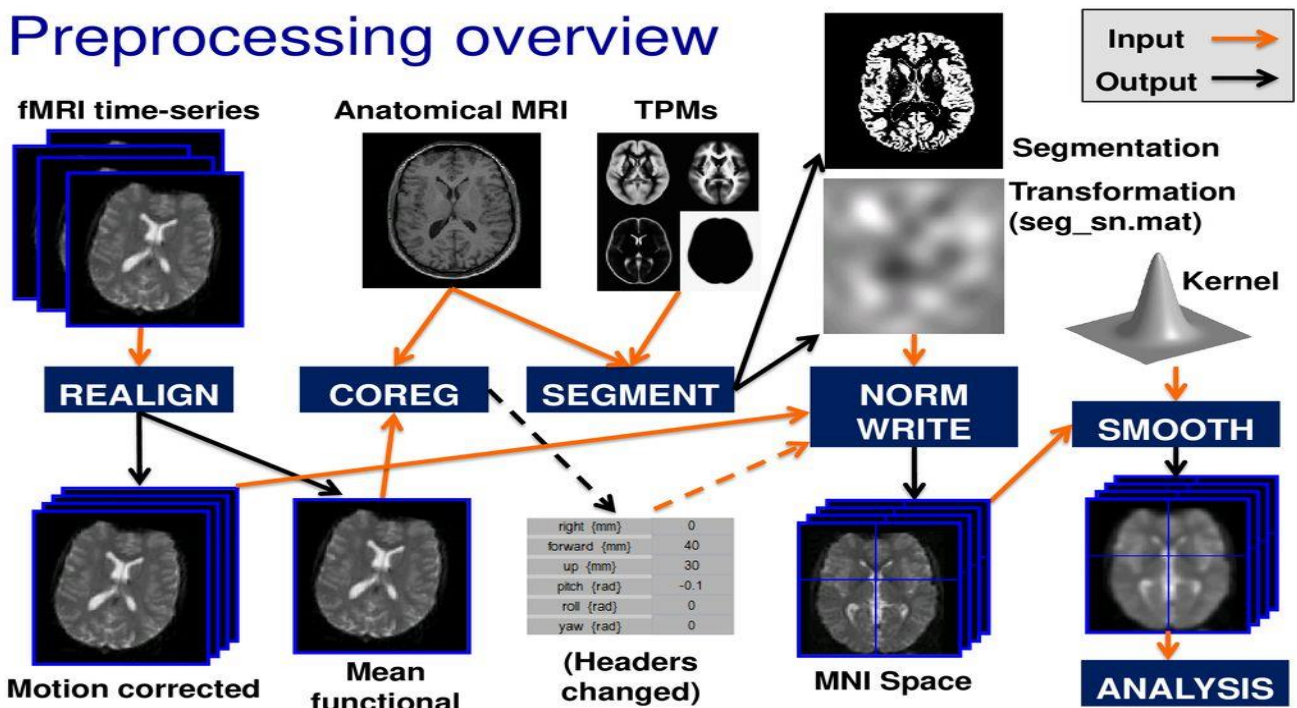 Preprocessing overview
Input
Output
fMRI time-series
Anatomical MRI
TPMs
Segmentation
Transformation
(seg_sn.mat)
Kernel
REALIGN
COREG
SEGMENT
NORM
WRITE
SMOOTH
right {mm} 0
forward {mm} 40
up {mm} 30
pitch {rad} -0.1
roll {rad} 0
yaw {rad} 0
Motion corrected
Mean
functional
(Headers
changed)
MNI Space
ANALYSIS